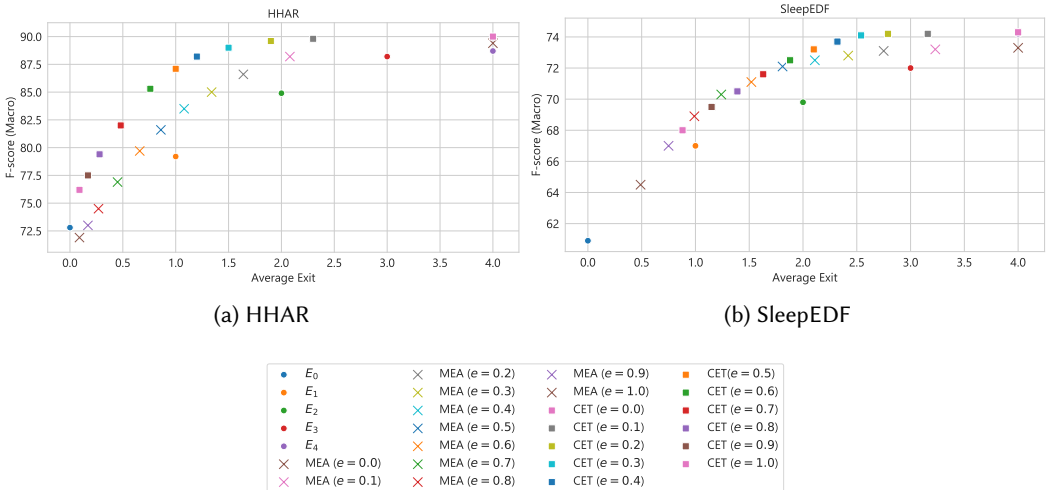 HHAR
F-score (Macro)
90.0
87.5
85.0
82.5
80.0
77.5
75.0
72.5
0.0 0.5 1.0 1.5 2.0 2.5 3.0 3.5 4.0
Average Exit
(a) HHAR
SleepEDF
F-score (Macro)
74
72
70
68
66
64
62
0.0 0.5 1.0 1.5 2.0 2.5 3.0 3.5 4.0
Average Exit
(b) SleepEDF
E₀
E₁
E₂
E₃
E₄
MEA (e = 0.0)
MEA (e = 0.1)
MEA (e = 0.2)
MEA (e = 0.3)
MEA (e = 0.4)
MEA (e = 0.5)
MEA (e = 0.6)
MEA (e = 0.7)
MEA (e = 0.8)
MEA (e = 0.9)
MEA (e = 1.0)
CET (e = 0.0)
CET (e = 0.1)
CET (e = 0.2)
CET (e = 0.3)
CET (e = 0.4)
CET(e = 0.5)
CET (e = 0.6)
CET (e = 0.7)
CET (e = 0.8)
CET (e = 0.9)
CET (e = 1.0)